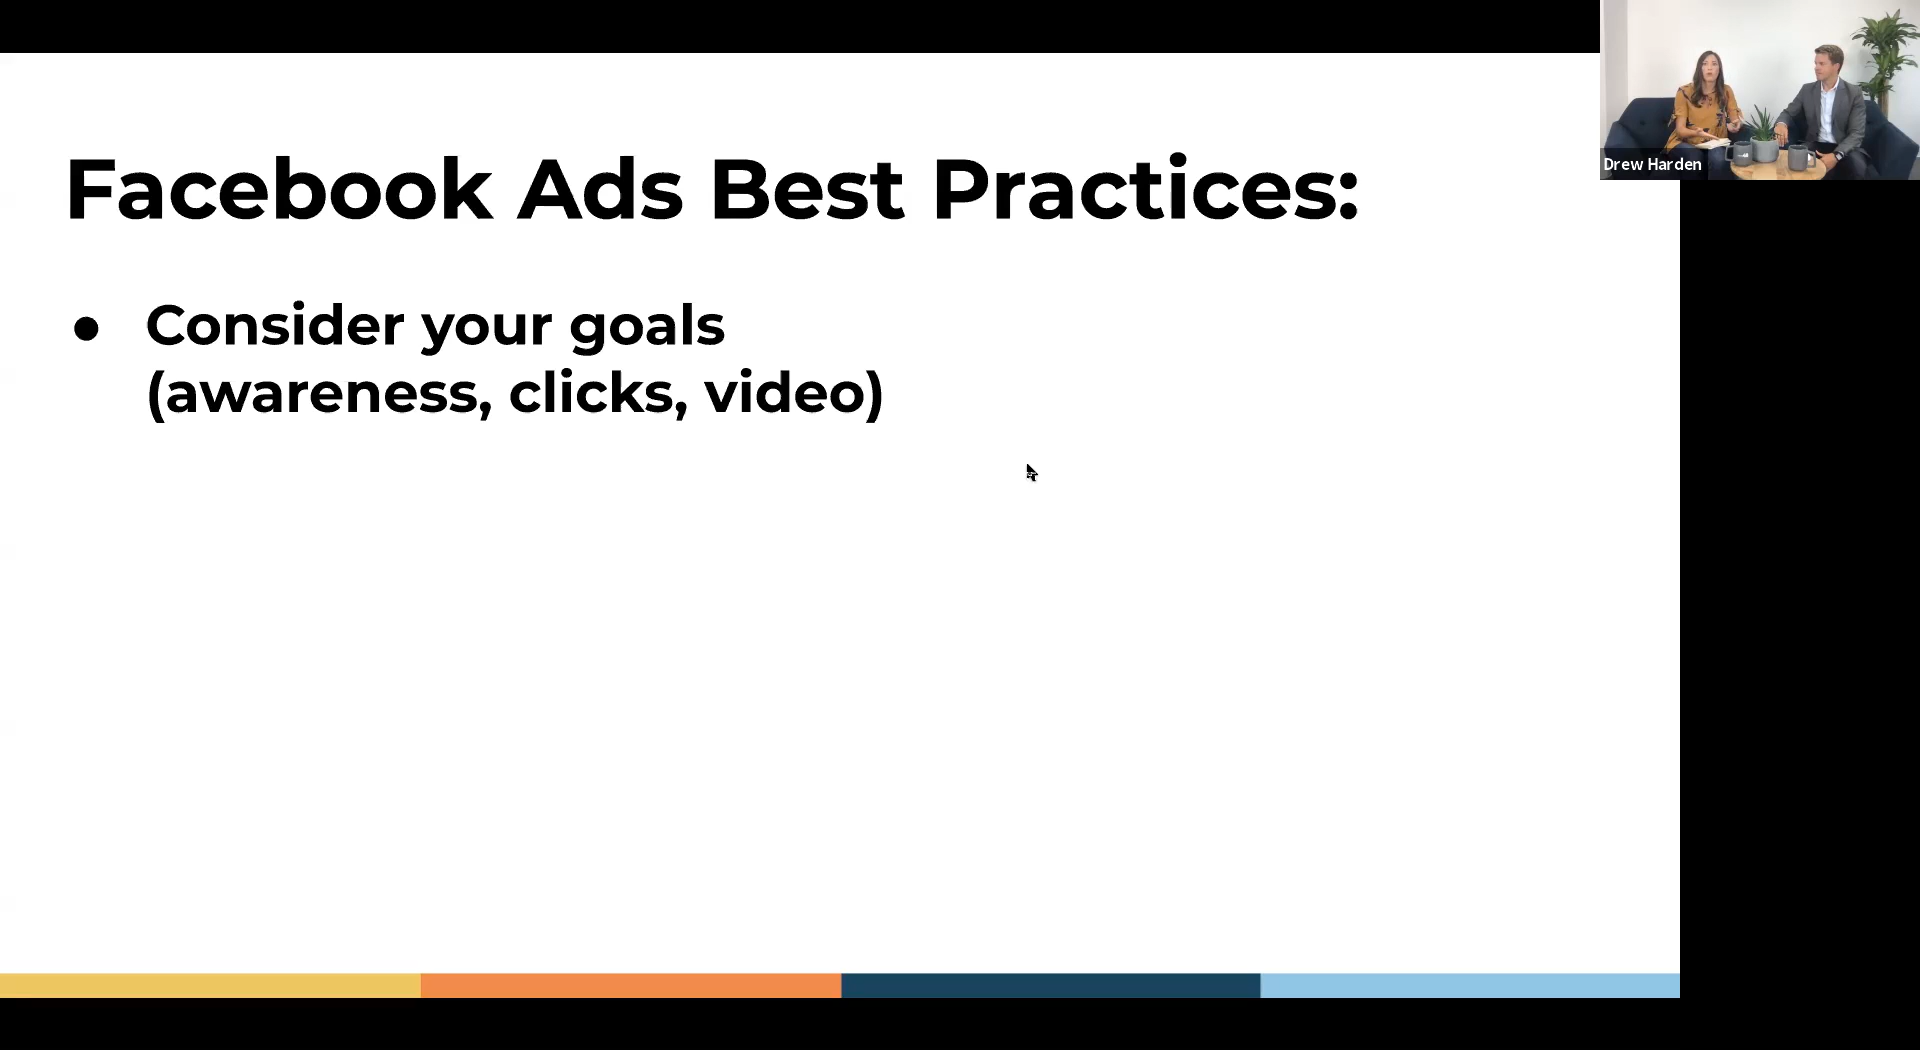 Facebook Ads Best Practices:
● Consider your goals
(awareness, clicks, video)
Drew Harden